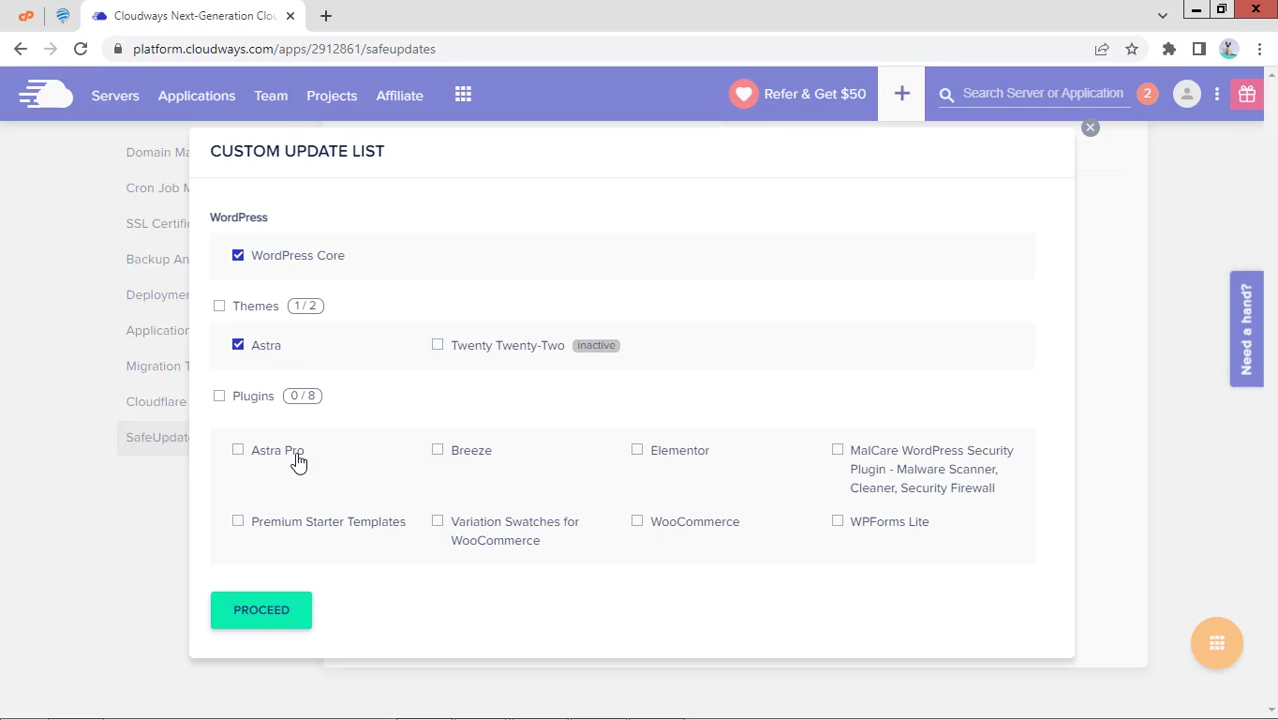 Cloudways Next-Generation Clou
platform.cloudways.com/apps/2912861/safeupdates
Servers Applications Team Projects Affiliate Refer & Get $50 + Search Server or Application 2
CUSTOM UPDATE LIST
Domain Ma
Cron Job M
SSL Certifi
Backup An
Deploymen
Application
Migration T
Cloudflare
SafeUpdate
WordPress
WordPress Core
Themes 1 / 2
Astra Twenty Twenty-Two inactive
Plugins 0 / 8
Astra Pro Breeze Elementor MalCare WordPress Security
Plugin - Malware Scanner,
Cleaner, Security Firewall
Premium Starter Templates Variation Swatches for WooCommerce WPForms Lite
WooCommerce
PROCEED
Need a hand?